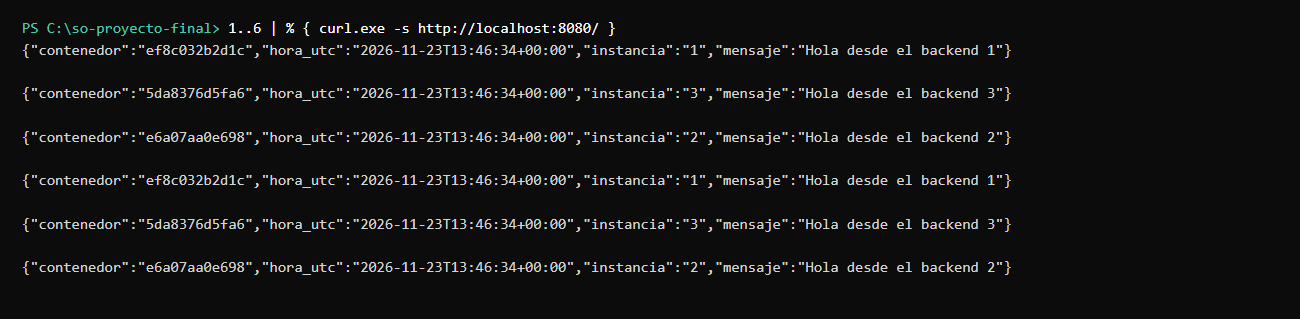 PS C:\so-proyecto-final> 1..6 | % { curl.exe -s http://localhost:8080/ }
{"contenedor":"ef8c032b2d1c","hora_utc":"2026-11-23T13:46:34+00:00","instancia":"1","mensaje":"Hola desde el backend 1"}
{"contenedor":"5da8376d5fa6","hora_utc":"2026-11-23T13:46:34+00:00","instancia":"3","mensaje":"Hola desde el backend 3"}
{"contenedor":"e6a07aa0e698","hora_utc":"2026-11-23T13:46:34+00:00","instancia":"2","mensaje":"Hola desde el backend 2"}
{"contenedor":"ef8c032b2d1c","hora_utc":"2026-11-23T13:46:34+00:00","instancia":"1","mensaje":"Hola desde el backend 1"}
{"contenedor":"5da8376d5fa6","hora_utc":"2026-11-23T13:46:34+00:00","instancia":"3","mensaje":"Hola desde el backend 3"}
{"contenedor":"e6a07aa0e698","hora_utc":"2026-11-23T13:46:34+00:00","instancia":"2","mensaje":"Hola desde el backend 2"}